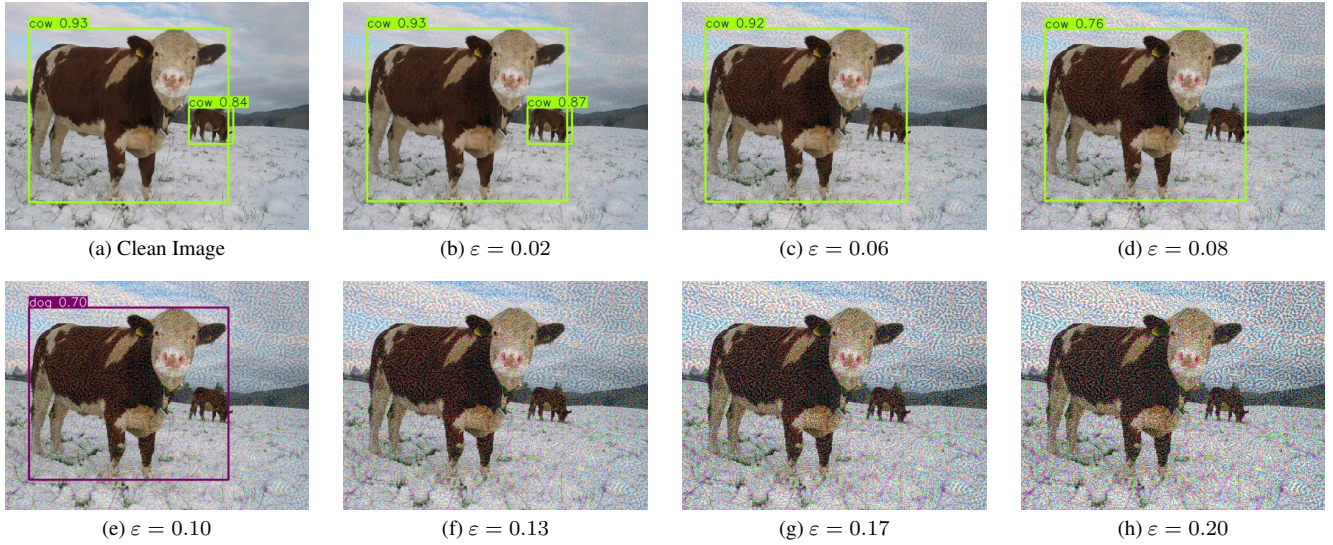 cow 0.93
cow 0.84
(a) Clean Image
cow 0.93
cow 0.87
(b) ε = 0.02
cow 0.92
(c) ε = 0.06
cow 0.76
(d) ε = 0.08
dog 0.70
(e) ε = 0.10
(f) ε = 0.13
(g) ε = 0.17
(h) ε = 0.20